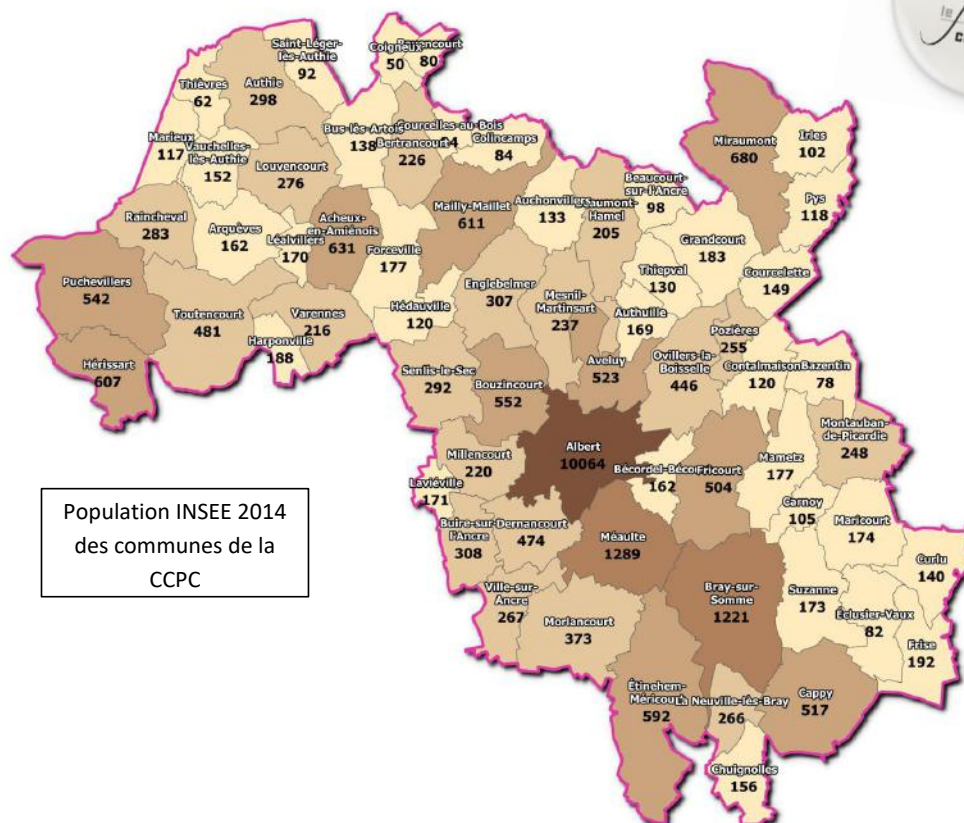 le
Saint-Léger-
lès-Authie
92
Coigneux
50
80
Thièvres
62
Authie
298
Marieux
117
Vauchelles-
lès-Authie
152
Louvencourt
276
Bus-lès-Artois
138
Courcelles-au-Bois
Bertrancourt
226
Colincamps
84
Miraumont
680
Irles
102
Pys
118
Raincheval
283
Arquèves
162
Léalvillers
170
Acheux-
en-Amiénois
631
Forceville
177
Mailly-Maillet
611
Auchonvillers
133
Hamel
205
Beaucourt-
sur-l'Ancre
98
Grandcourt
183
Courcelette
149
Thiepval
130
Puchevillers
542
Toutencourt
481
Harponville
188
Varennes
216
Hédauville
120
Englebelmer
307
Mesnil-
Martinsart
237
Authuille
169
Pozières
255
Hérissart
607
Senlis-le-Sec
292
Bouzincourt
552
Aveluy
523
Ovillers-la-
Boisselle
446
Contalmaison
120
Bazentin
78
Montauban-
de-Picardie
248
Millencourt
220
Albert
10064
162
Fricourt
504
Mametz
177
Laviéville
171
Carnoy
105
Maricourt
174
Buire-sur-
l'Ancre
308
Dernancourt
474
Méaulte
1289
Curlu
140
Bray-sur-
Somme
1221
Suzanne
173
Éclusier-Vaux
82
Frise
192
Ville-sur-
Ancre
267
Morlancourt
373
Étinehem-
592
La Neuville-lès-Bray
266
Cappy
517
Chuignolles
156
Population INSEE 2014
des communes de la
CCPC